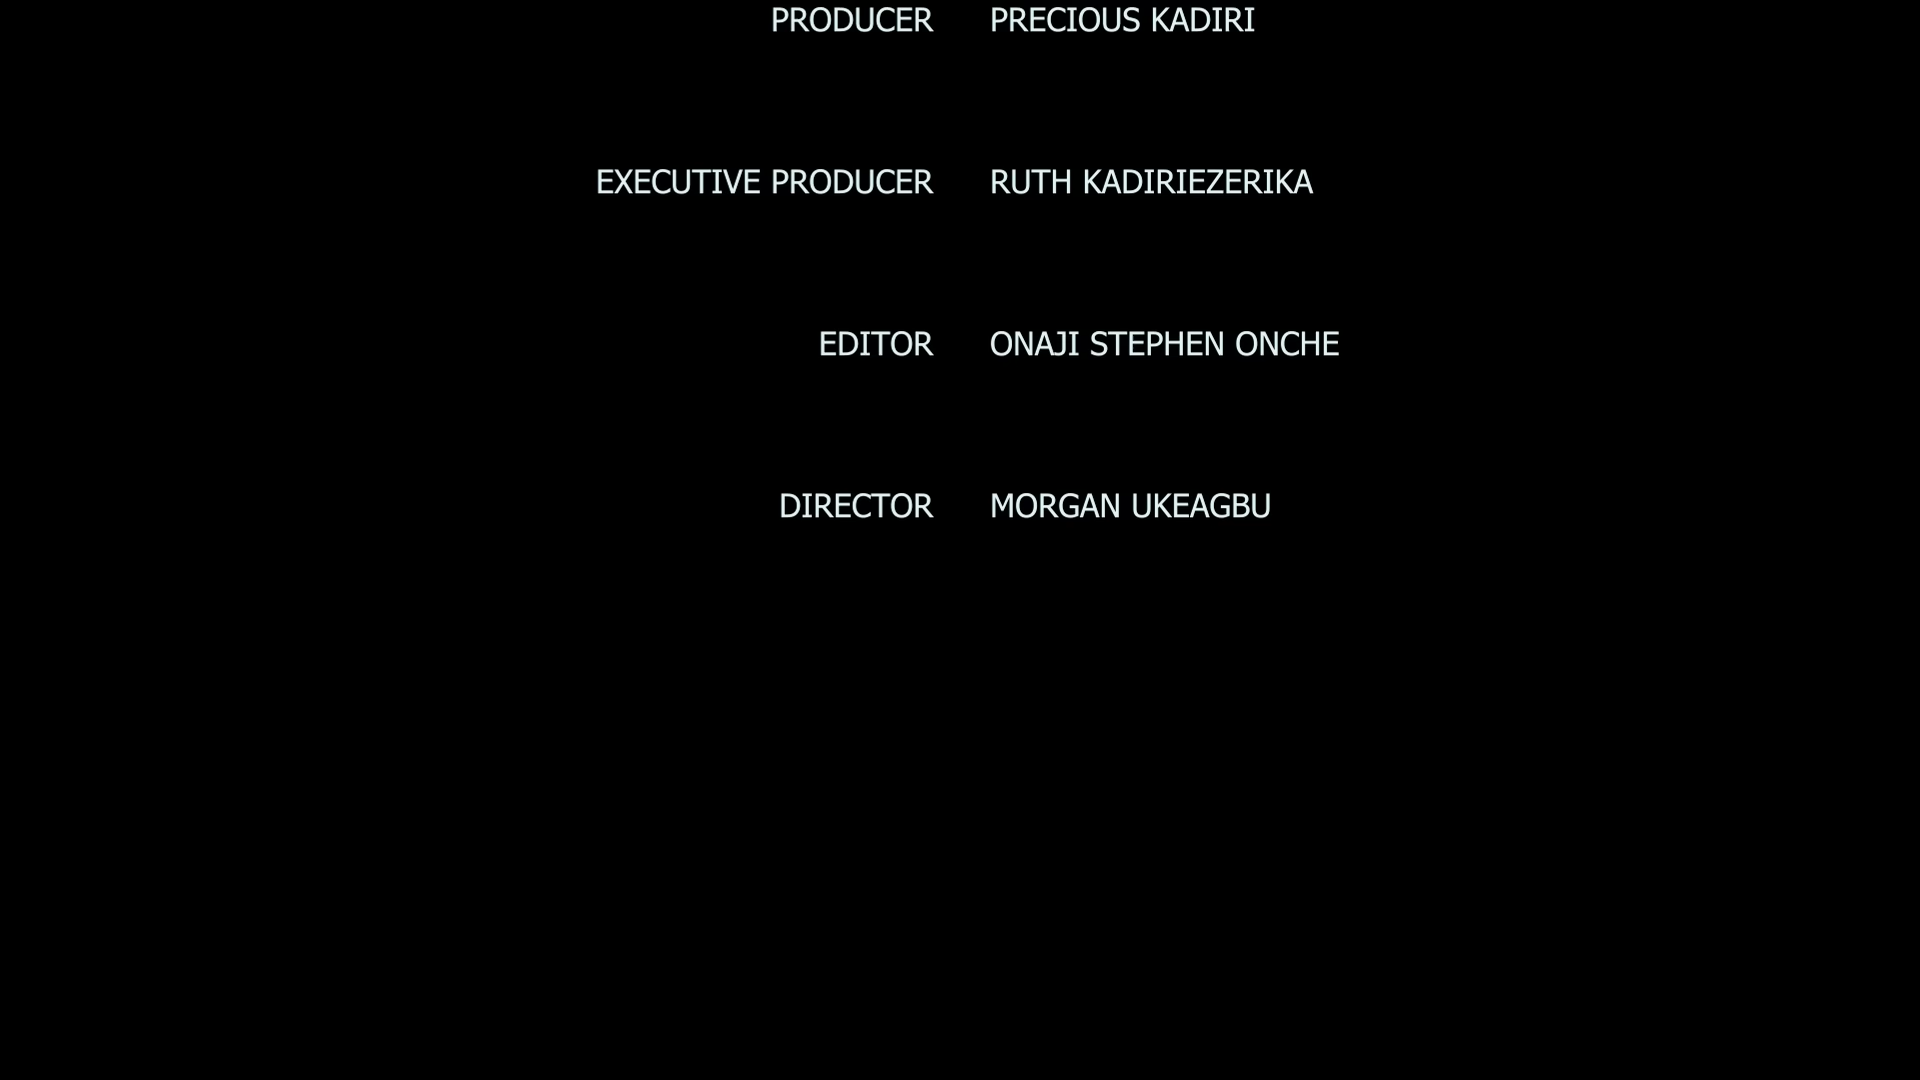 PRODUCER PRECIOUS KADIRI
EXECUTIVE PRODUCER RUTH KADIRIEZERIKA
EDITOR ONAJI STEPHEN ONCHE
DIRECTOR MORGAN UKEAGBU